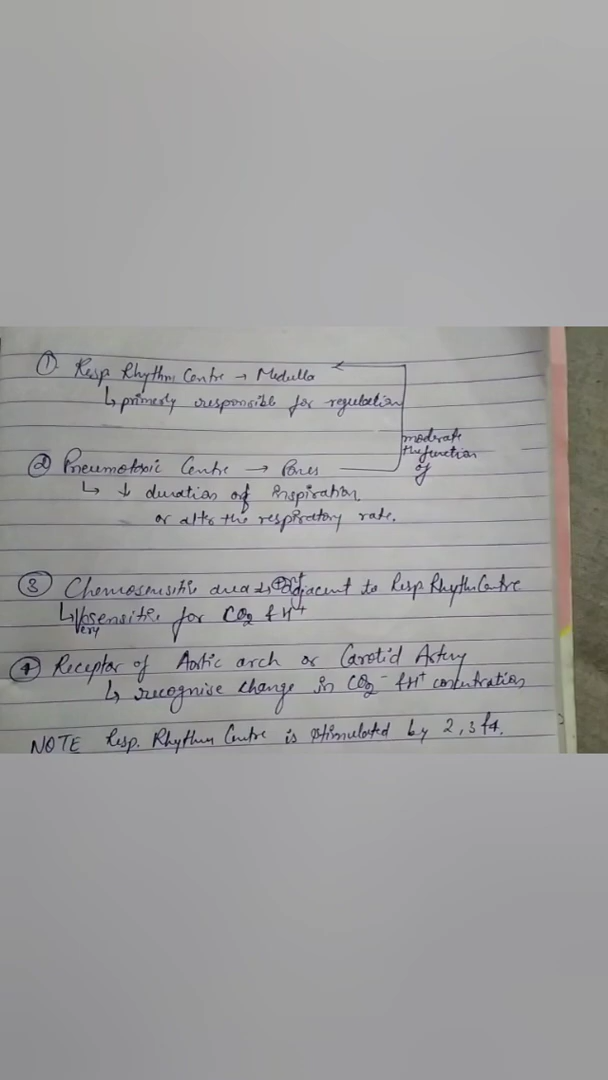 ① Resp Rhythm Centre → Medulla
↳ primerly responsible for regulation
moderate
the function
of
② Pneumotoxic Centre → Pons
↳ ↓ duration of inspiration
or alter the respiratory rate.
③ Chemosensitive area → adjacent to Resp Rhythm Centre
↳ Very sensitive for CO2 & H+
④ Receptor of Aortic arch or Carotid Artery
↳ recognise change in CO2- & H+ concentration
NOTE Resp. Rhythm Centre is stimulated by 2, 3 & 4.